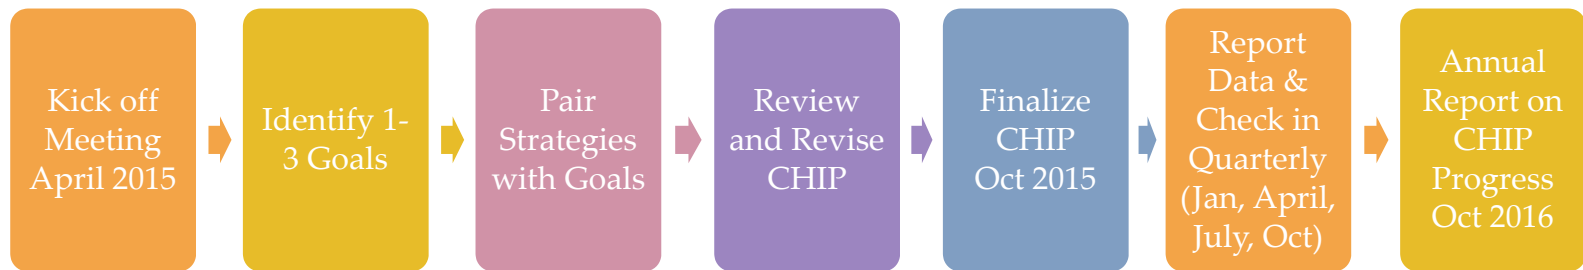 Kick off
Meeting
April 2015
Identify 1-
3 Goals
Pair
Strategies
with Goals
Review
and Revise
CHIP
Finalize
CHIP
Oct 2015
Report
Data &
Check in
Quarterly
(Jan, April,
July, Oct)
Annual
Report on
CHIP
Progress
Oct 2016